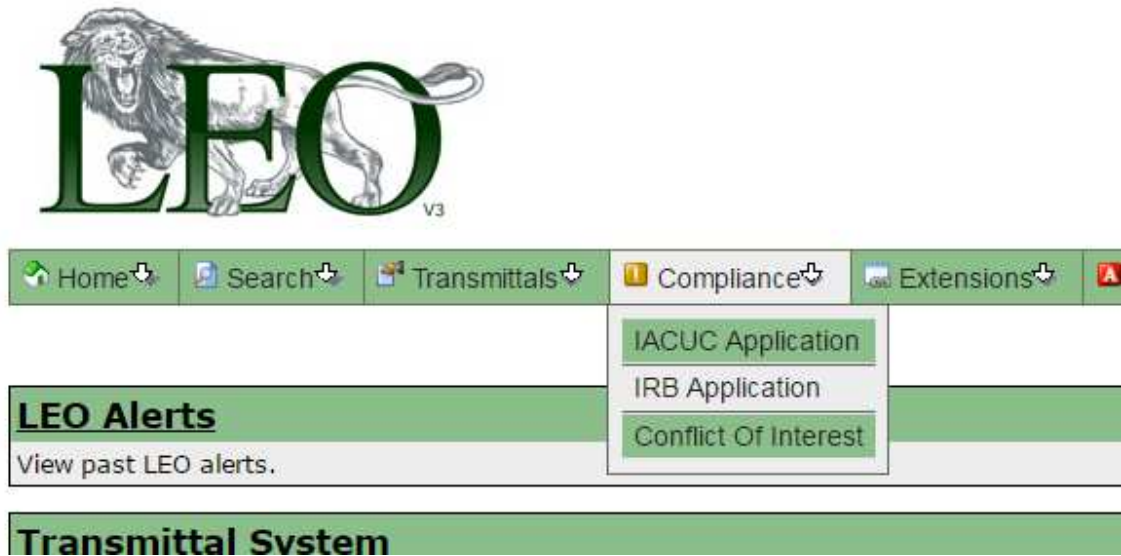 LEO
V3
Home Search Transmittals Compliance Extensions A
IACUC Application
IRB Application
Conflict Of Interest
LEO Alerts
View past LEO alerts.
Transmittal System